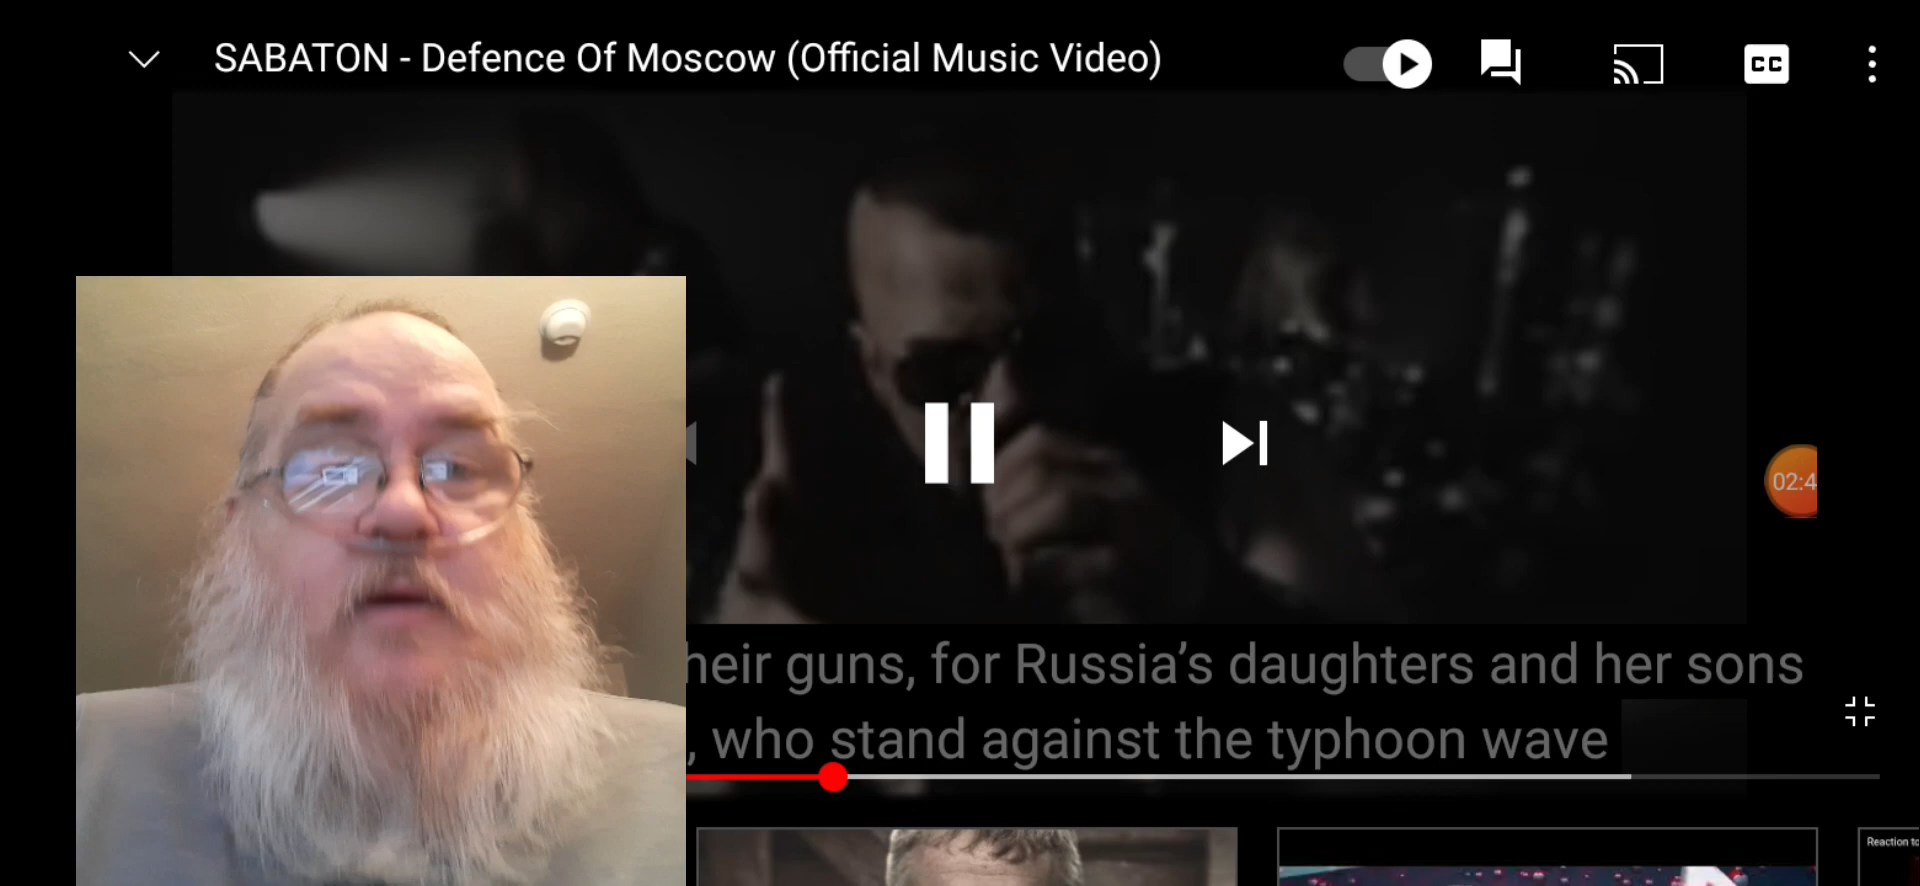 SABATON - Defence Of Moscow (Official Music Video)
CC
02:4
heir guns, for Russia’s daughters and her sons
, who stand against the typhoon wave
Reaction to